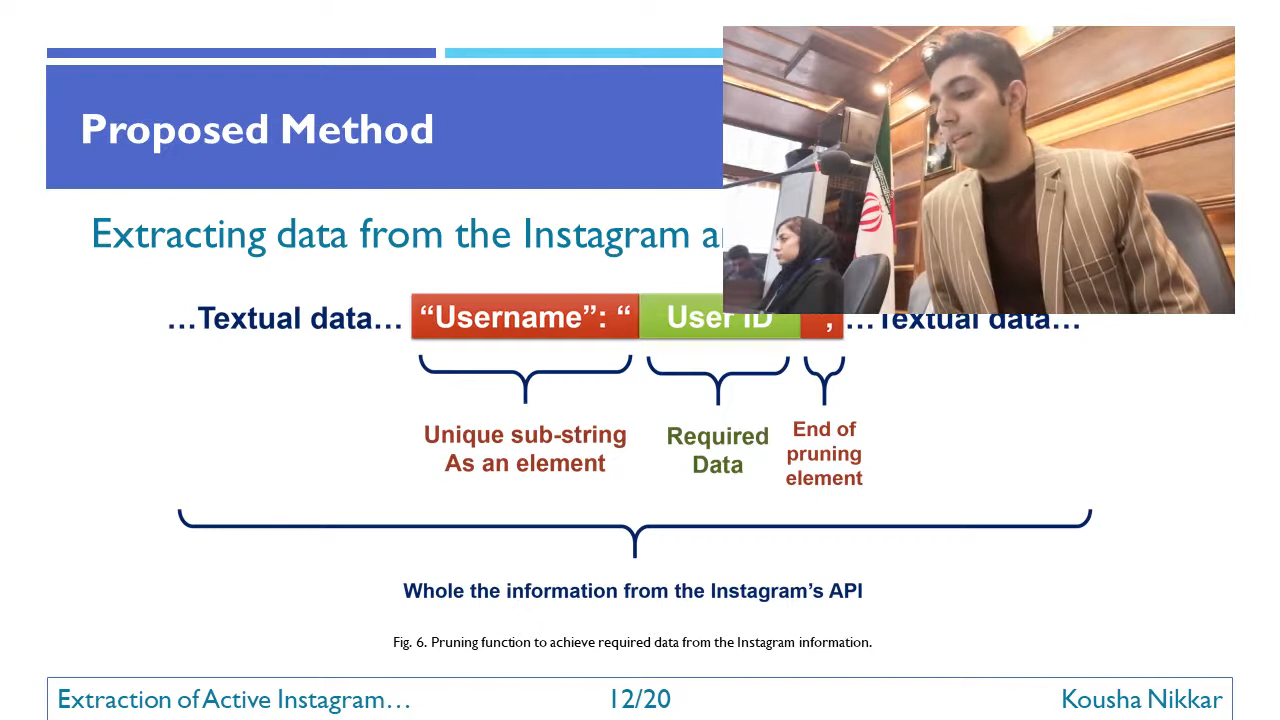 Proposed Method
Extracting data from the Instagram
…Textual data… “Username”: “ User ID , …Textual data…
Unique sub-string
As an element
Required
Data
End of
pruning
element
Whole the information from the Instagram’s API
Fig. 6. Pruning function to achieve required data from the Instagram information.
Extraction of Active Instagram… 12/20 Kousha Nikkar